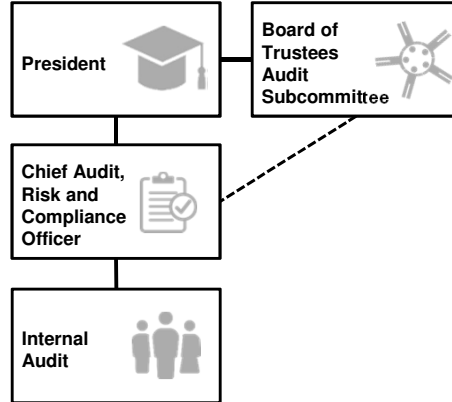 President
Board of
Trustees
Audit
Subcommittee
Chief Audit,
Risk and
Compliance
Officer
Internal
Audit